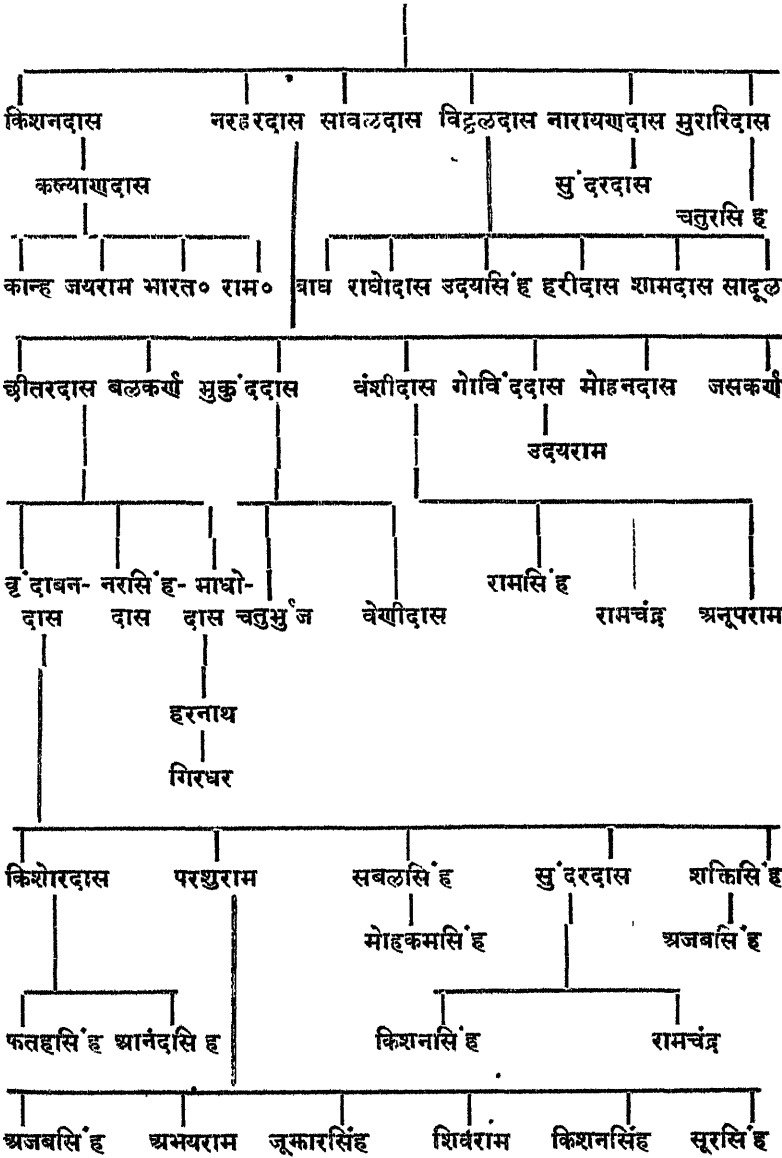 किशनदास नरहरदास सावलदास विट्ठलदास नारायणदास मुरारिदास
कल्याणदास सुंदरदास
चतुरसिंह
कान्ह जयराम भारत० राम० बाघ राघोदास उदयसिंह हरीदास शामदास सादूल
छीतरदास बलकर्ण मुकुंददास वंशीदास गोविंददास मोहनदास जसकर्ण
उदयराम
वृंदाबन- नरसिंह- माधो- रामसिंह
दास दास दास चतुर्भुज वेणीदास रामचंद्र अनूपराम
हरनाथ
गिरधर
किशोरदास परशुराम सबलसिंह सुंदरदास शक्तिसिंह
मोहकमसिंह अजबसिंह
फतहसिंह आनंदसिंह किशनसिंह रामचंद्र
अजबसिंह अभयराम जूझारसिंह शिवराम किशनसिंह सूरसिंह